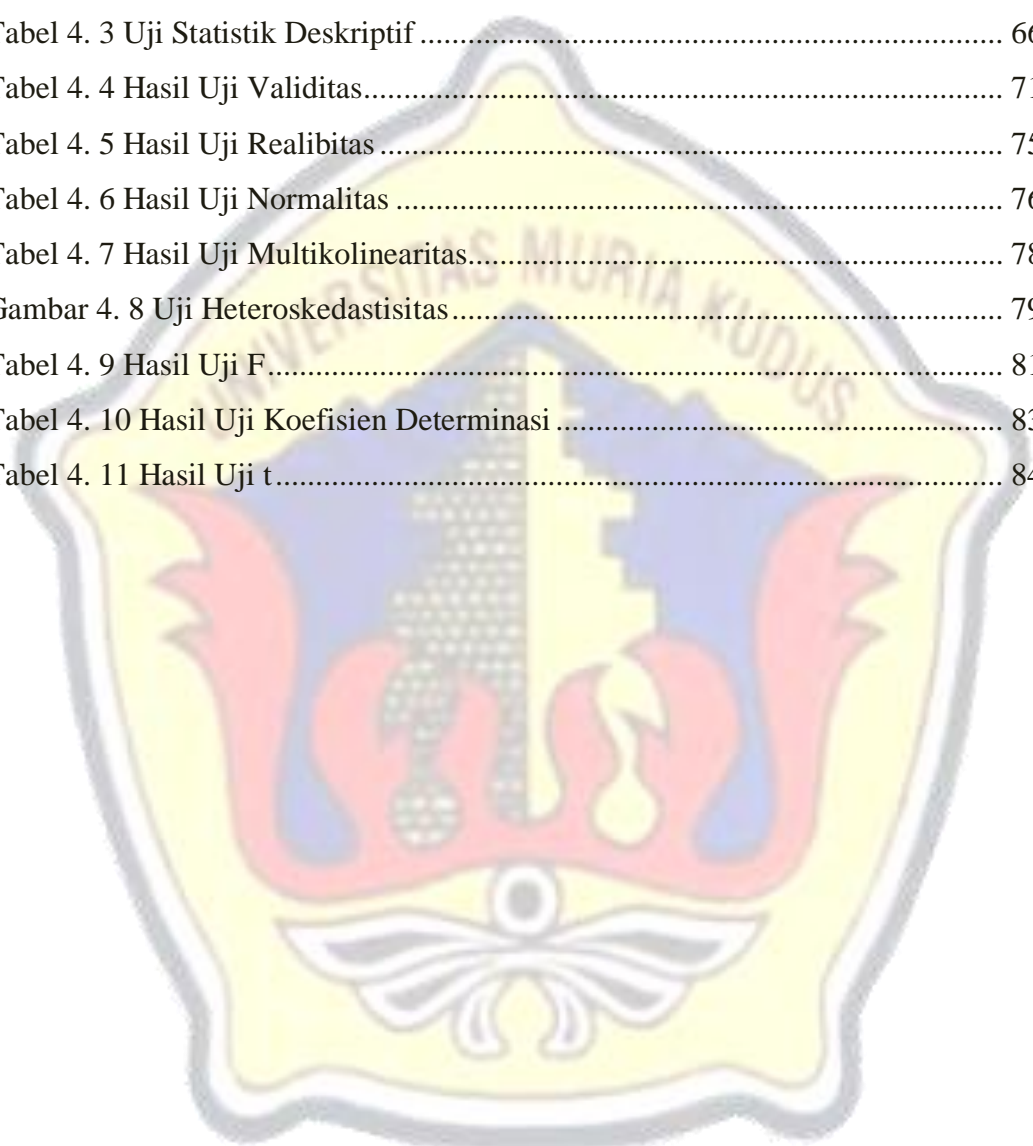 Tabel 4. 3 Uji Statistik Deskriptif ........................................................................ 66
Tabel 4. 4 Hasil Uji Validitas................................................................................ 71
Tabel 4. 5 Hasil Uji Realibitas .............................................................................. 75
Tabel 4. 6 Hasil Uji Normalitas ............................................................................ 76
Tabel 4. 7 Hasil Uji Multikolinearitas................................................................... 78
Gambar 4. 8 Uji Heteroskedastisitas ..................................................................... 79
Tabel 4. 9 Hasil Uji F............................................................................................ 81
Tabel 4. 10 Hasil Uji Koefisien Determinasi ........................................................ 83
Tabel 4. 11 Hasil Uji t ........................................................................................... 84
UNIVERSITAS MURIA KUDUS